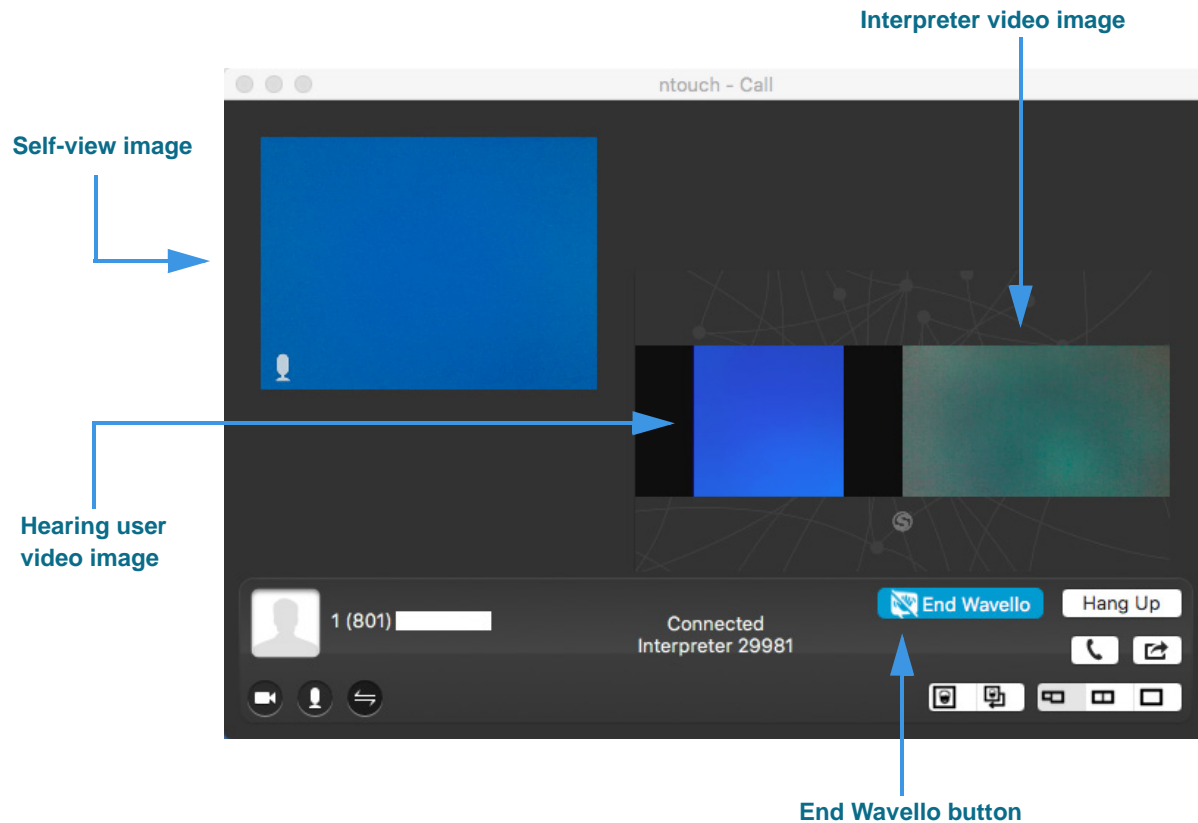 Interpreter video image
ntouch - Call
Self-view image
Hearing user
video image
1 (801)
Connected
Interpreter 29981
End Wavello
Hang Up
End Wavello button